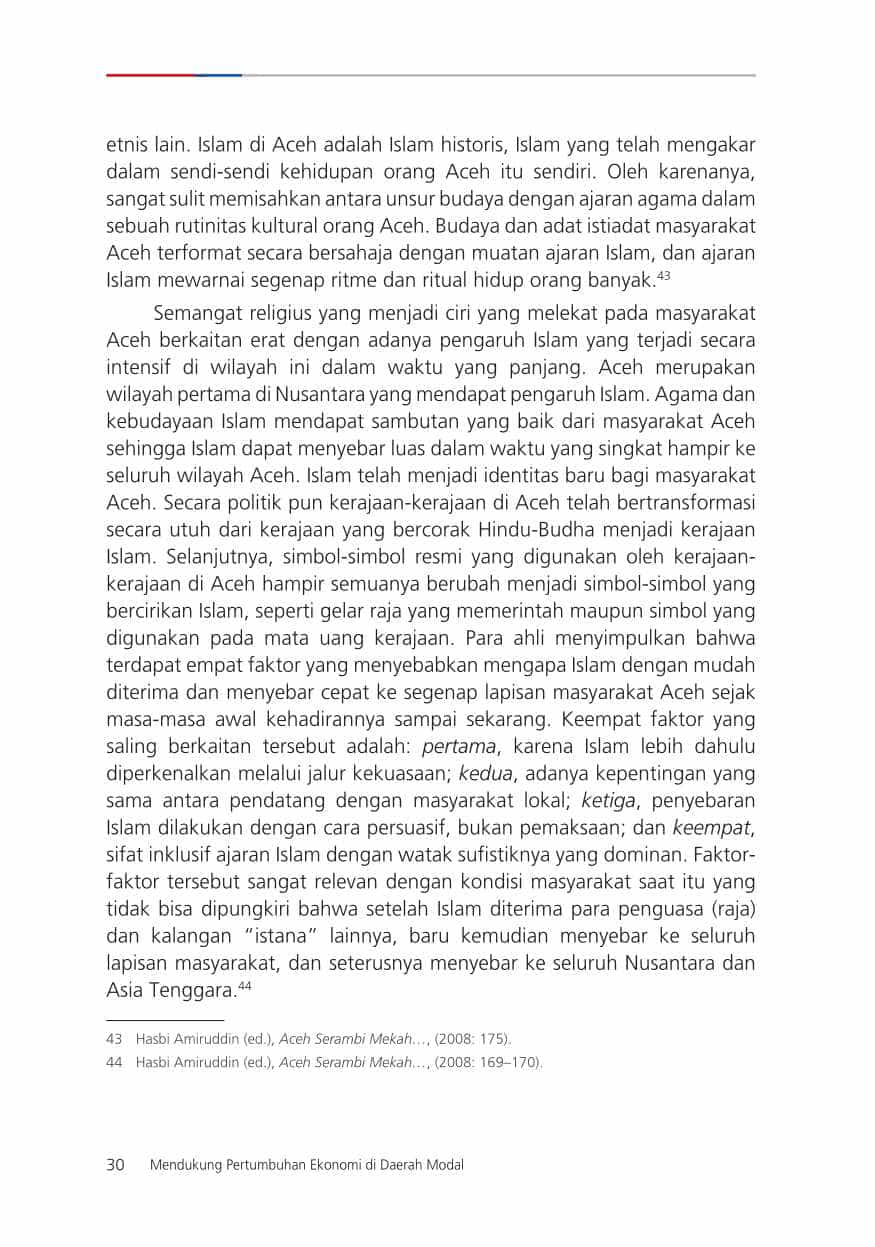 etnis lain. Islam di Aceh adalah Islam historis, Islam yang telah mengakar
dalam sendi-sendi kehidupan orang Aceh itu sendiri. Oleh karenanya,
sangat sulit memisahkan antara unsur budaya dengan ajaran agama dalam
sebuah rutinitas kultural orang Aceh. Budaya dan adat istiadat masyarakat
Aceh terformat secara bersahaja dengan muatan ajaran Islam, dan ajaran
Islam mewarnai segenap ritme dan ritual hidup orang banyak.⁴³
Semangat religius yang menjadi ciri yang melekat pada masyarakat
Aceh berkaitan erat dengan adanya pengaruh Islam yang terjadi secara
intensif di wilayah ini dalam waktu yang panjang. Aceh merupakan
wilayah pertama di Nusantara yang mendapat pengaruh Islam. Agama dan
kebudayaan Islam mendapat sambutan yang baik dari masyarakat Aceh
sehingga Islam dapat menyebar luas dalam waktu yang singkat hampir ke
seluruh wilayah Aceh. Islam telah menjadi identitas baru bagi masyarakat
Aceh. Secara politik pun kerajaan-kerajaan di Aceh telah bertransformasi
secara utuh dari kerajaan yang bercorak Hindu-Budha menjadi kerajaan
Islam. Selanjutnya, simbol-simbol resmi yang digunakan oleh kerajaan-
kerajaan di Aceh hampir semuanya berubah menjadi simbol-simbol yang
bercirikan Islam, seperti gelar raja yang memerintah maupun simbol yang
digunakan pada mata uang kerajaan. Para ahli menyimpulkan bahwa
terdapat empat faktor yang menyebabkan mengapa Islam dengan mudah
diterima dan menyebar cepat ke segenap lapisan masyarakat Aceh sejak
masa-masa awal kehadirannya sampai sekarang. Keempat faktor yang
saling berkaitan tersebut adalah: pertama, karena Islam lebih dahulu
diperkenalkan melalui jalur kekuasaan; kedua, adanya kepentingan yang
sama antara pendatang dengan masyarakat lokal; ketiga, penyebaran
Islam dilakukan dengan cara persuasif, bukan pemaksaan; dan keempat,
sifat inklusif ajaran Islam dengan watak sufistiknya yang dominan. Faktor-
faktor tersebut sangat relevan dengan kondisi masyarakat saat itu yang
tidak bisa dipungkiri bahwa setelah Islam diterima para penguasa (raja)
dan kalangan “istana” lainnya, baru kemudian menyebar ke seluruh
lapisan masyarakat, dan seterusnya menyebar ke seluruh Nusantara dan
Asia Tenggara.⁴⁴
43 Hasbi Amiruddin (ed.), Aceh Serambi Mekah…, (2008: 175).
44 Hasbi Amiruddin (ed.), Aceh Serambi Mekah…, (2008: 169–170).
30 Mendukung Pertumbuhan Ekonomi di Daerah Modal